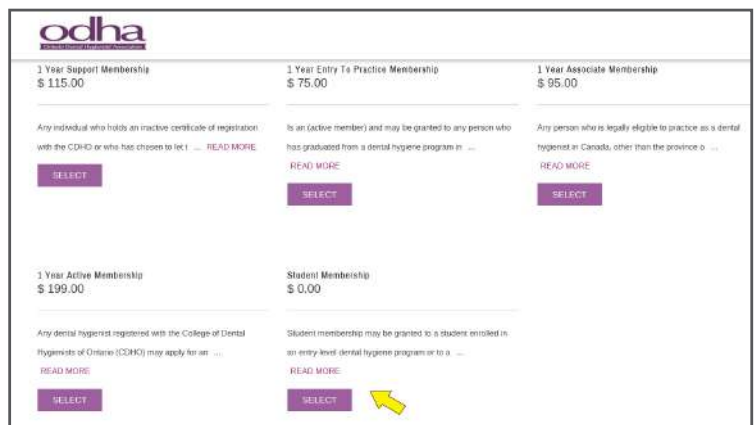 odha
Ontario Dental Hygienists' Association
1 Year Support Membership
$ 115.00
Any individual who holds an inactive certificate of registration
with the CDHO or who has chosen to let t ... READ MORE
SELECT
1 Year Entry To Practice Membership
$ 75.00
Is an (active member) and may be granted to any person who
has graduated from a dental hygiene program in ...
READ MORE
SELECT
1 Year Associate Membership
$ 95.00
Any person who is legally eligible to practice as a dental
hygienist in Canada, other than the province o ...
READ MORE
SELECT
1 Year Active Membership
$ 199.00
Any dental hygienist registered with the College of Dental
Hygienists of Ontario (CDHO) may apply for an ...
READ MORE
SELECT
Student Membership
$ 0.00
Student membership may be granted to a student enrolled in
an entry-level dental hygiene program or to a ...
READ MORE
SELECT